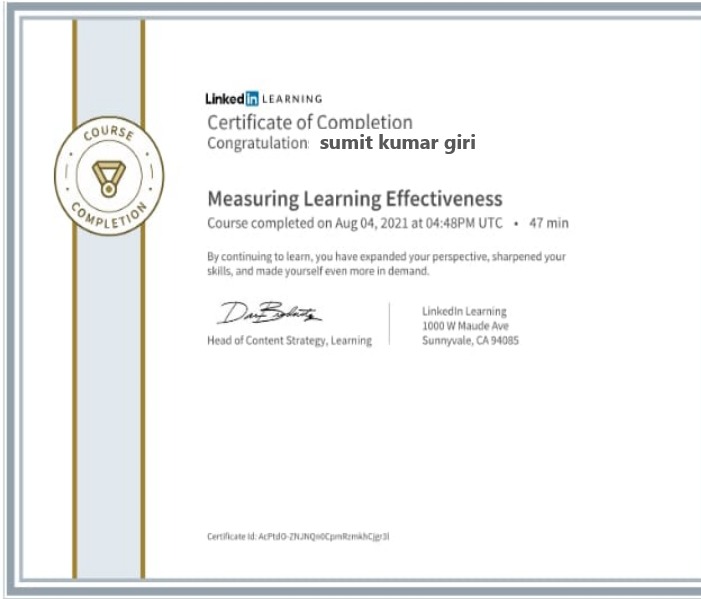 COURSE
COMPLETION
Linked in LEARNING
Certificate of Completion
Congratulation sumit kumar giri
Measuring Learning Effectiveness
Course completed on Aug 04, 2021 at 04:48PM UTC • 47 min
By continuing to learn, you have expanded your perspective, sharpened your
skills, and made yourself even more in demand.
Head of Content Strategy, Learning
LinkedIn Learning
1000 W Maude Ave
Sunnyvale, CA 94085
Certificate Id: